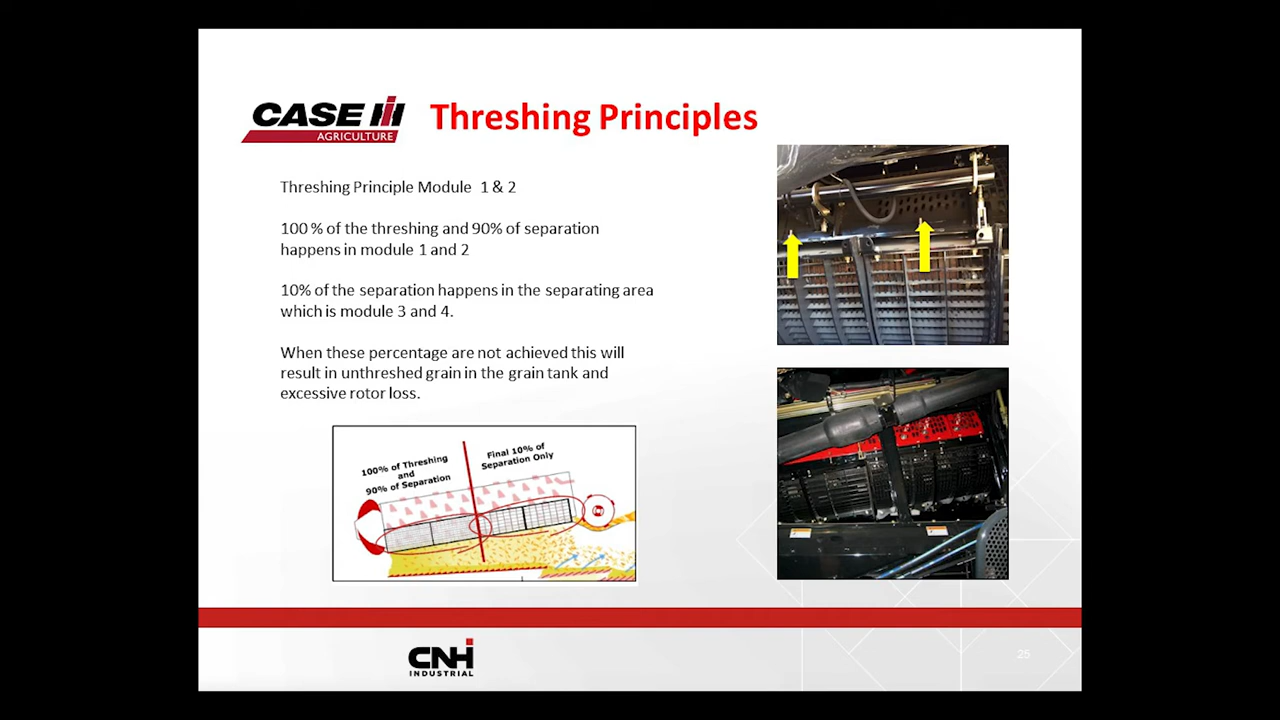 CASE IH
AGRICULTURE
Threshing Principles
Threshing Principle Module 1 & 2
100 % of the threshing and 90% of separation
happens in module 1 and 2
10% of the separation happens in the separating area
which is module 3 and 4.
When these percentage are not achieved this will
result in unthreshed grain in the grain tank and
excessive rotor loss.
100% of Threshing
and
90% of Separation
Final 10% of
Separation Only
CNH
INDUSTRIAL
25